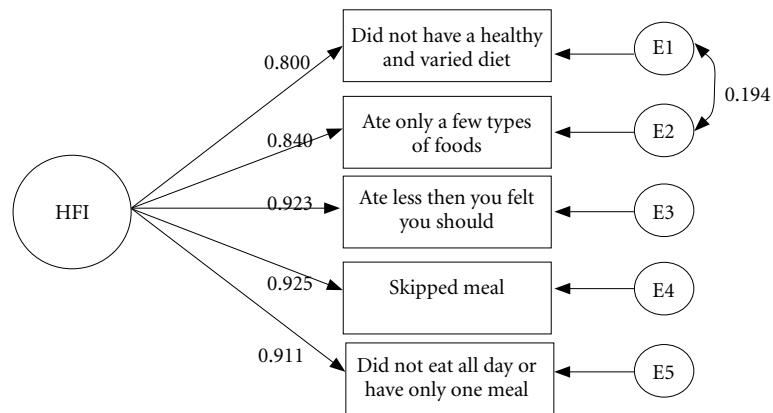 Did not have a healthy
and varied diet
E1
0.800
0.194
Ate only a few types
of foods
E2
0.840
HFI
0.923
Ate less then you felt
you should
E3
0.925
Skipped meal
E4
0.911
Did not eat all day or
have only one meal
E5